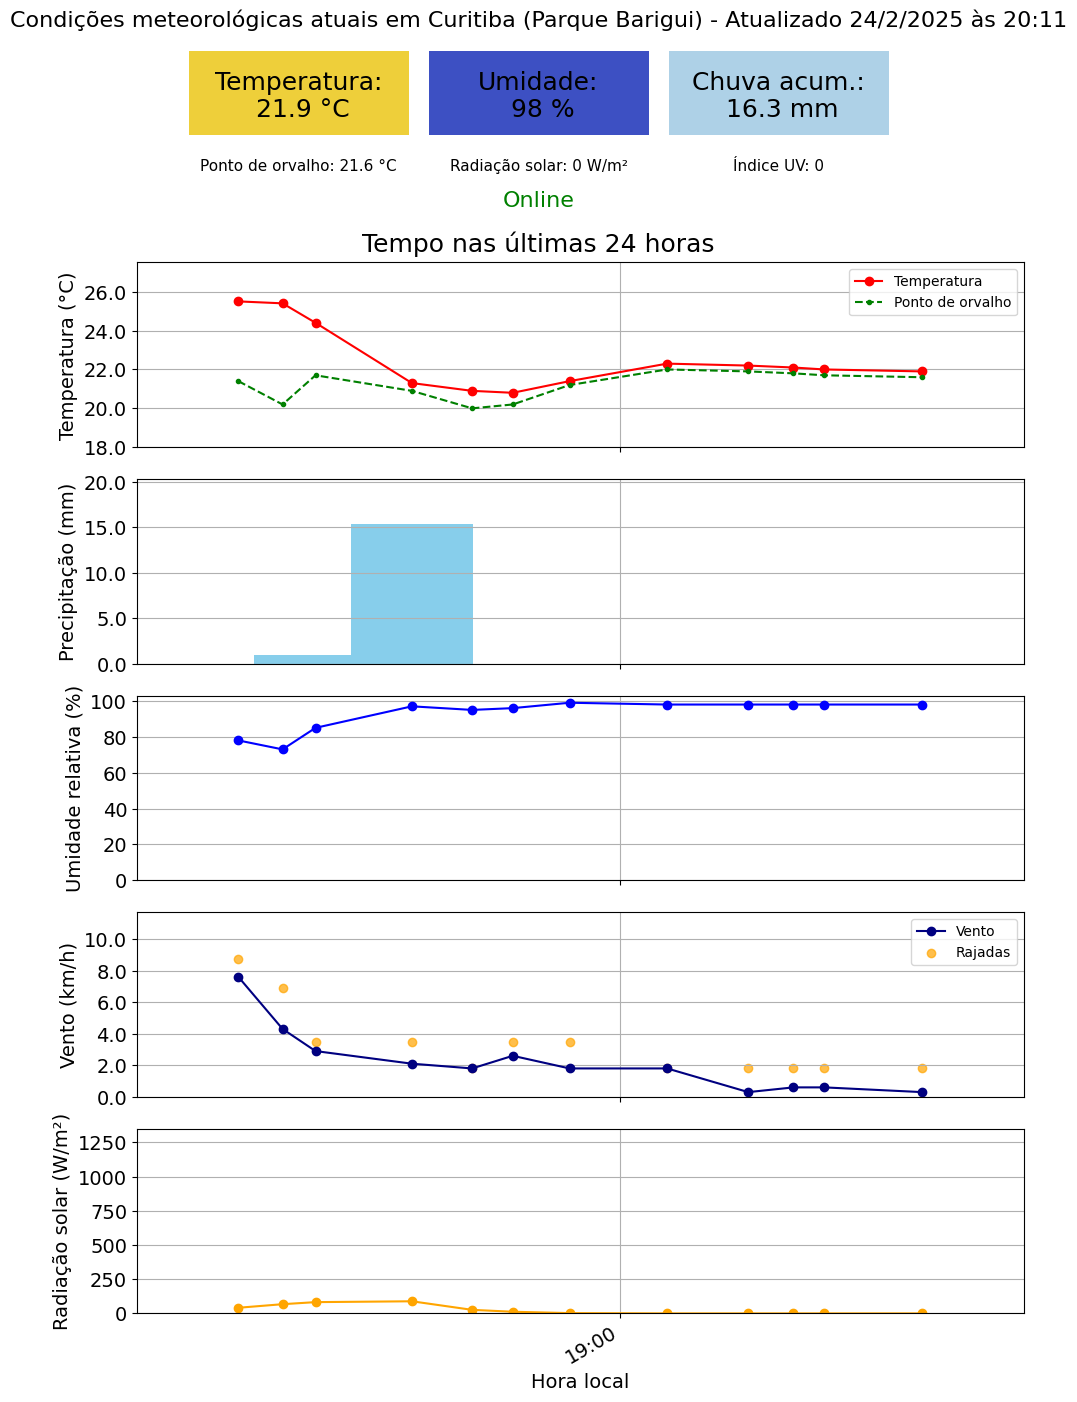 Condições meteorológicas atuais em Curitiba (Parque Barigui) - Atualizado 24/2/2025 às 20:11
Temperatura:
21.9 °C
Umidade:
98 %
Chuva acum.:
16.3 mm
Ponto de orvalho: 21.6 °C
Radiação solar: 0 W/m²
Índice UV: 0
Online
Tempo nas últimas 24 horas
Temperatura (°C)
26.0
24.0
22.0
20.0
18.0
Temperatura
Ponto de orvalho
Precipitação (mm)
20.0
15.0
10.0
5.0
0.0
Umidade relativa (%)
100
80
60
40
20
0
Vento (km/h)
10.0
8.0
6.0
4.0
2.0
0.0
Vento
Rajadas
Radiação solar (W/m²)
1250
1000
750
500
250
0
19:00
Hora local